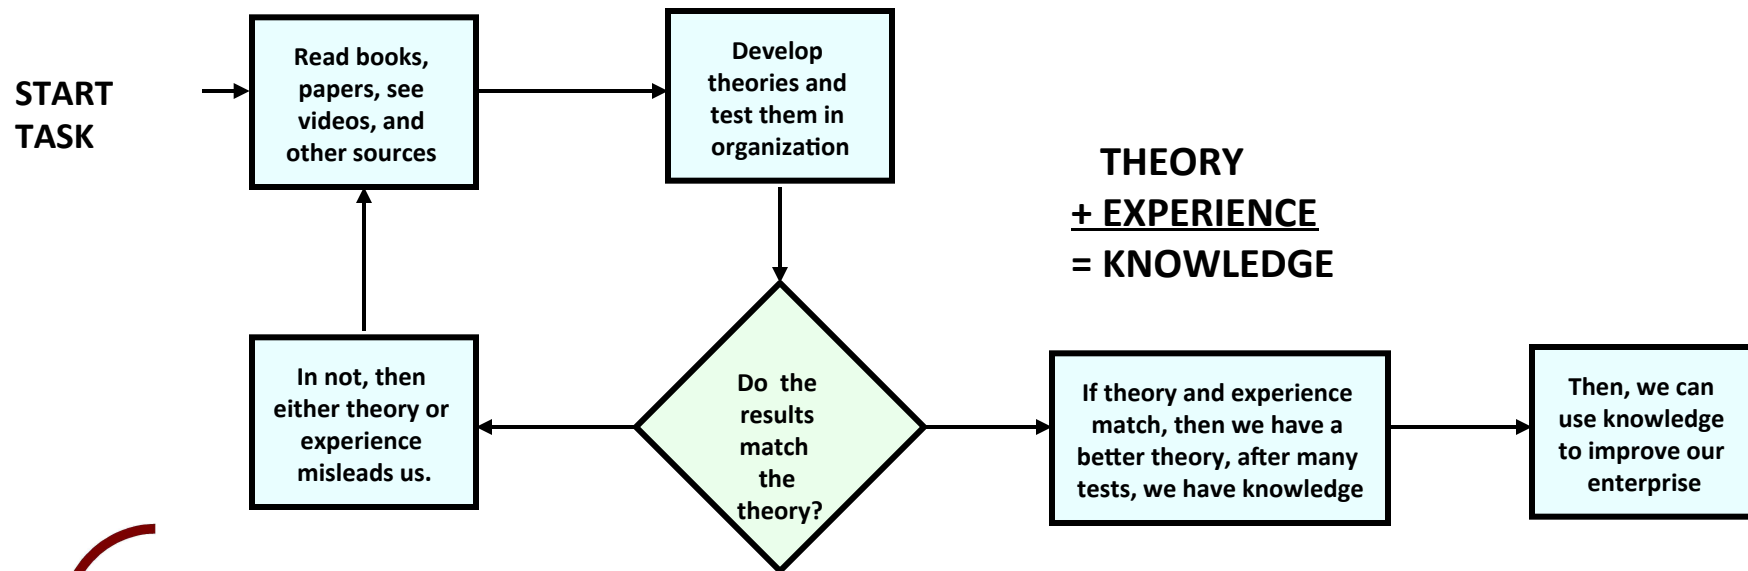 START
TASK
Read books,
papers, see
videos, and
other sources
Develop
theories and
test them in
organization
THEORY
+ EXPERIENCE
= KNOWLEDGE
In not, then
either theory or
experience
misleads us.
Do the
results
match
the
theory?
If theory and experience
match, then we have a
better theory, after many
tests, we have knowledge
Then, we can
use knowledge
to improve our
enterprise